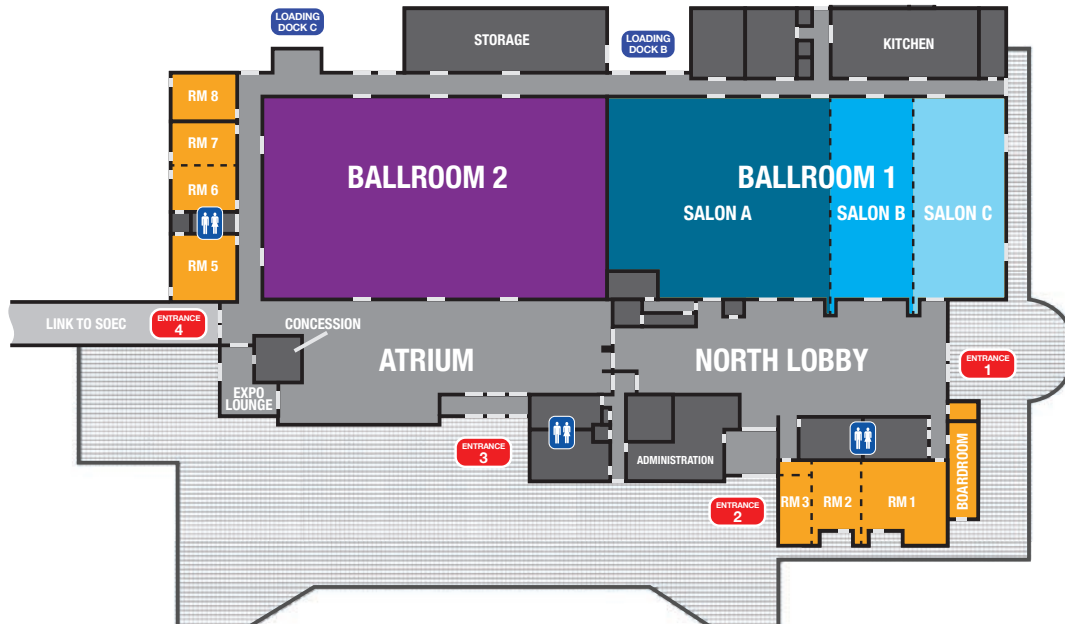 LOADING
DOCK C
STORAGE
LOADING
DOCK B
KITCHEN
RM 8
RM 7
RM 6
RM 5
BALLROOM 2
BALLROOM 1
SALON A
SALON B
SALON C
LINK TO SOEC
ENTRANCE
4
CONCESSION
ATRIUM
NORTH LOBBY
ENTRANCE
1
EXPO
LOUNGE
ENTRANCE
3
ADMINISTRATION
ENTRANCE
2
RM 3
RM 2
RM 1
BOARDROOM